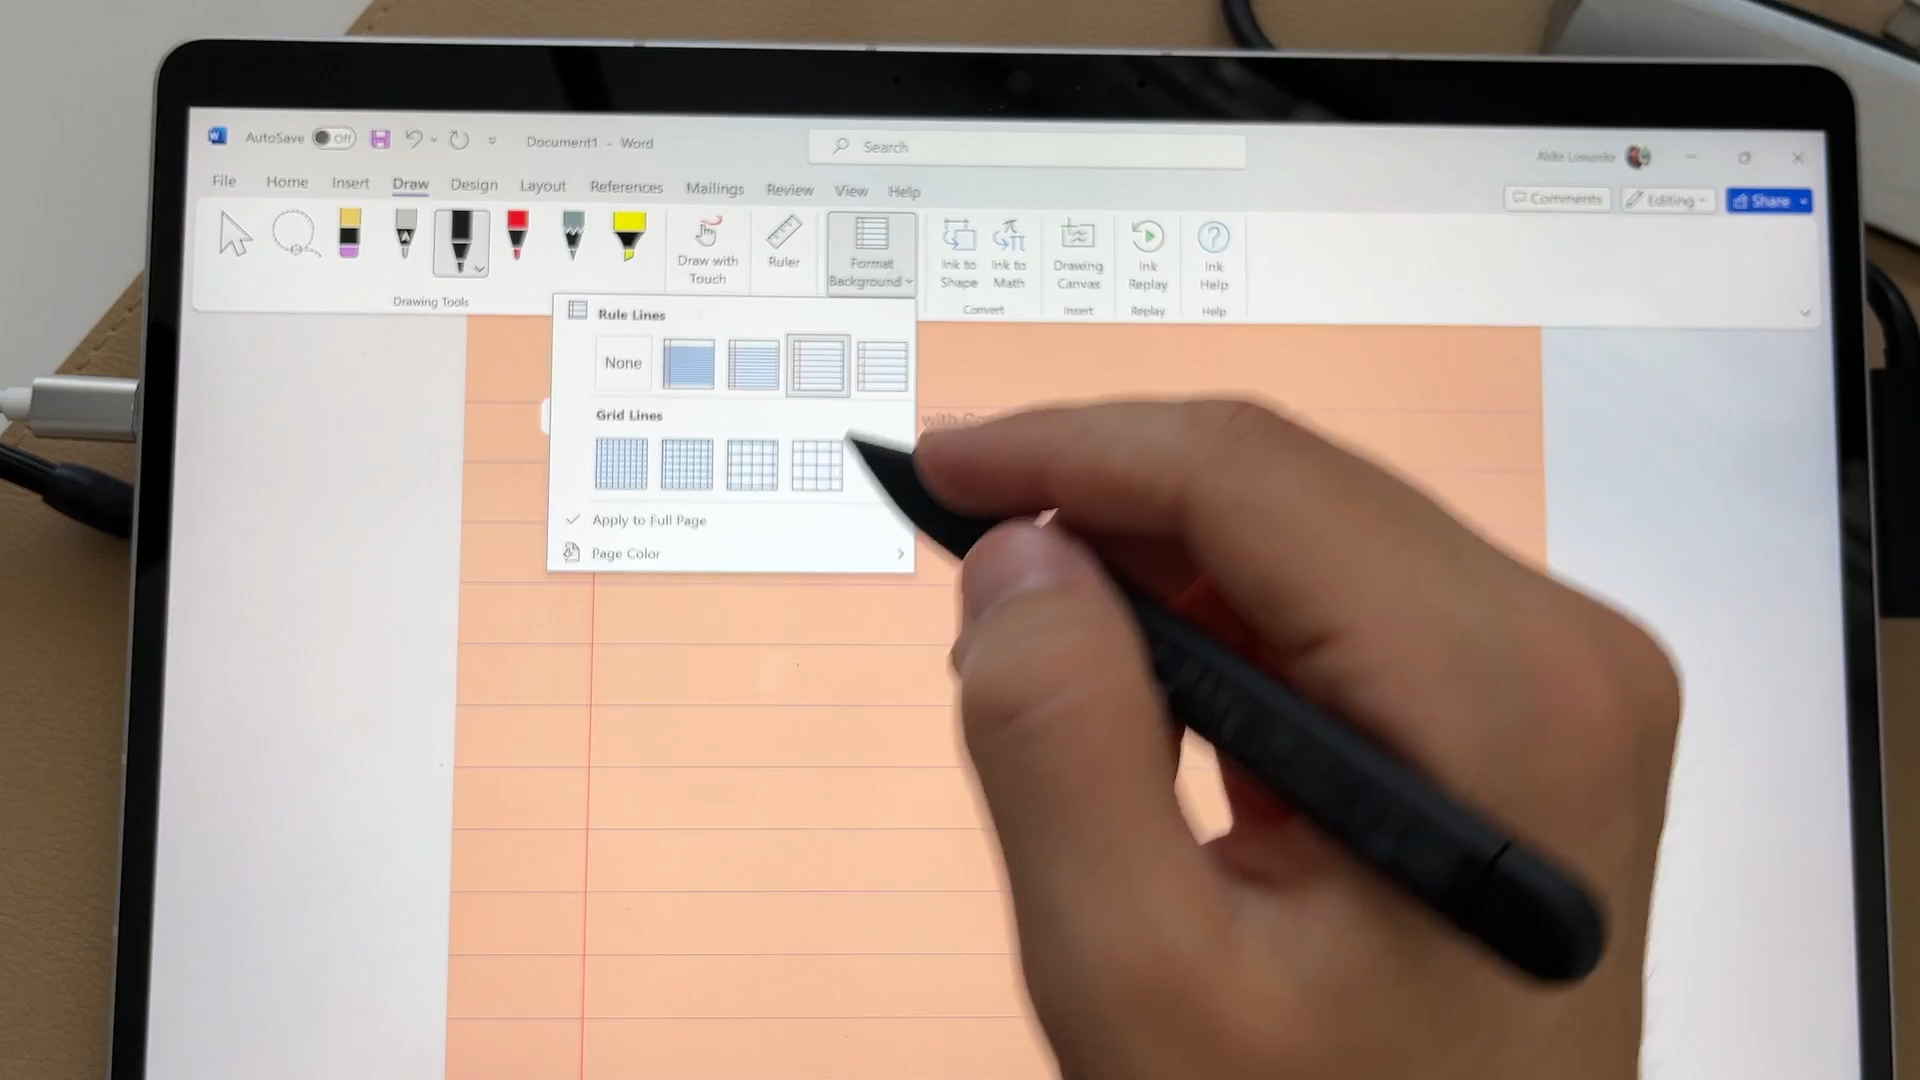 AutoSave Off Document1 - Word Search
File Home Insert Draw Design Layout References Mailings Review View Help Comments Editing Share
Draw with Touch
Ruler
Format Background
Ink to Shape
Ink to Math
Drawing Canvas
Ink Replay
Ink Help
Drawing Tools Convert Insert Replay Help
Rule Lines
None
Grid Lines
with
Apply to Full Page
Page Color